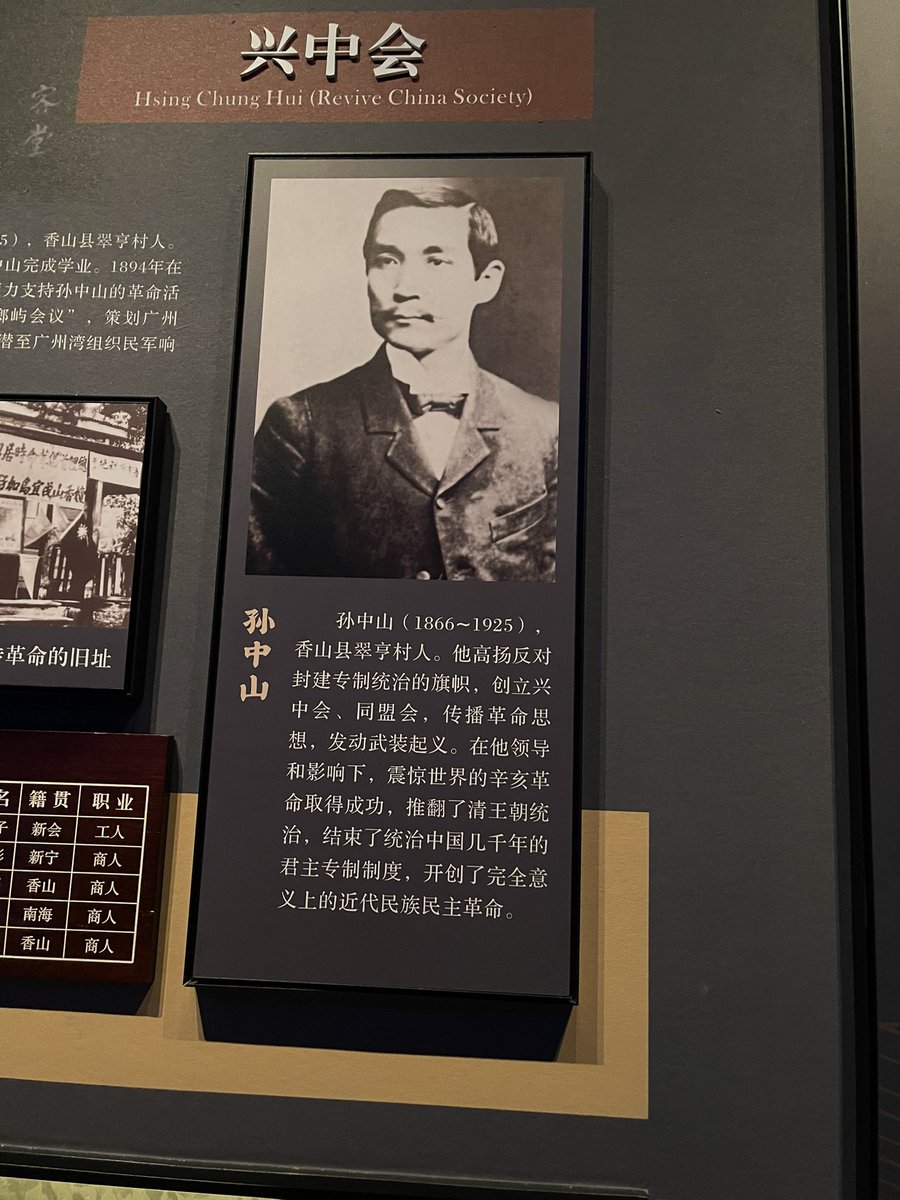 兴中会
Hsing Chung Hui (Revive China Society)
宋堂
5），香山县翠亨村人。
中山完成学业。1894年在
力支持孙中山的革命活
郎屿会议”，策划广州
潜至广州湾组织民军响
革命的旧址
名 籍贯 职业
新会 工人
新宁 商人
香山 商人
南海 商人
香山 商人
孙中山
孙中山（1866~1925），
香山县翠亨村人。他高扬反对
封建专制统治的旗帜，创立兴
中会、同盟会，传播革命思
想，发动武装起义。在他领导
和影响下，震惊世界的辛亥革
命取得成功，推翻了清王朝统
治，结束了统治中国几千年的
君主专制制度，开创了完全意
义上的近代民族民主革命。